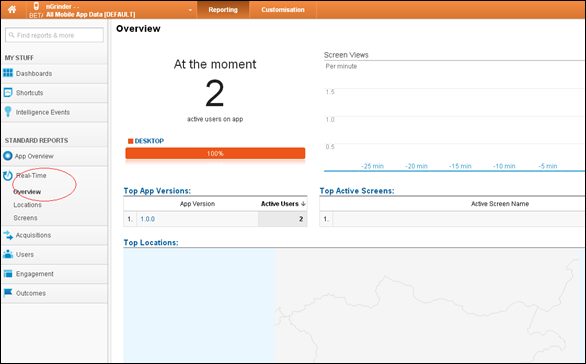 nGrinder - -
BETA All Mobile App Data [DEFAULT]
Reporting
Customisation
Find reports & more
MY STUFF
Dashboards
Shortcuts
Intelligence Events
STANDARD REPORTS
App Overview
Real-Time
Overview
Locations
Screens
Acquisitions
Users
Engagement
Outcomes
Overview
At the moment
2
active users on app
DESKTOP
100%
Screen Views
Per minute
1.5
1.0
0.5
-25 min -20 min -15 min -10 min -5 min
Top App Versions:
App Version Active Users ↓
1. 1.0.0 2
Top Active Screens:
Active Screen Name
1.
Top Locations: